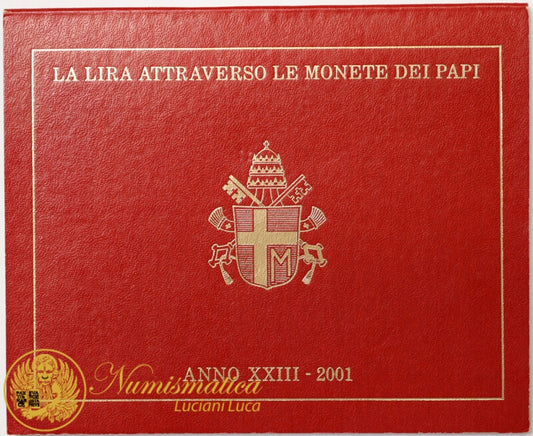 LA LIRA ATTRAVERSO LE MONETE DEI PAPI
M
ANNO XXIII - 2001
Numismatica
Luciani Luca